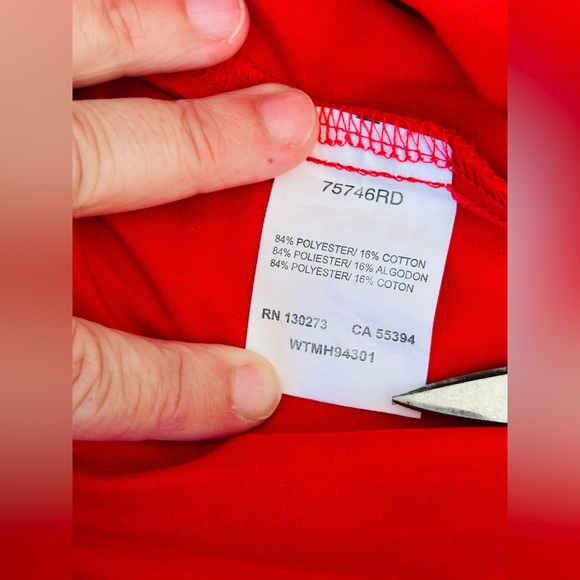 75746RD
84% POLYESTER/ 16% COTTON
84% POLIESTER/ 16% ALGODON
84% POLYESTER/ 16% COTON
RN 130273 CA 55394
WTMH94301